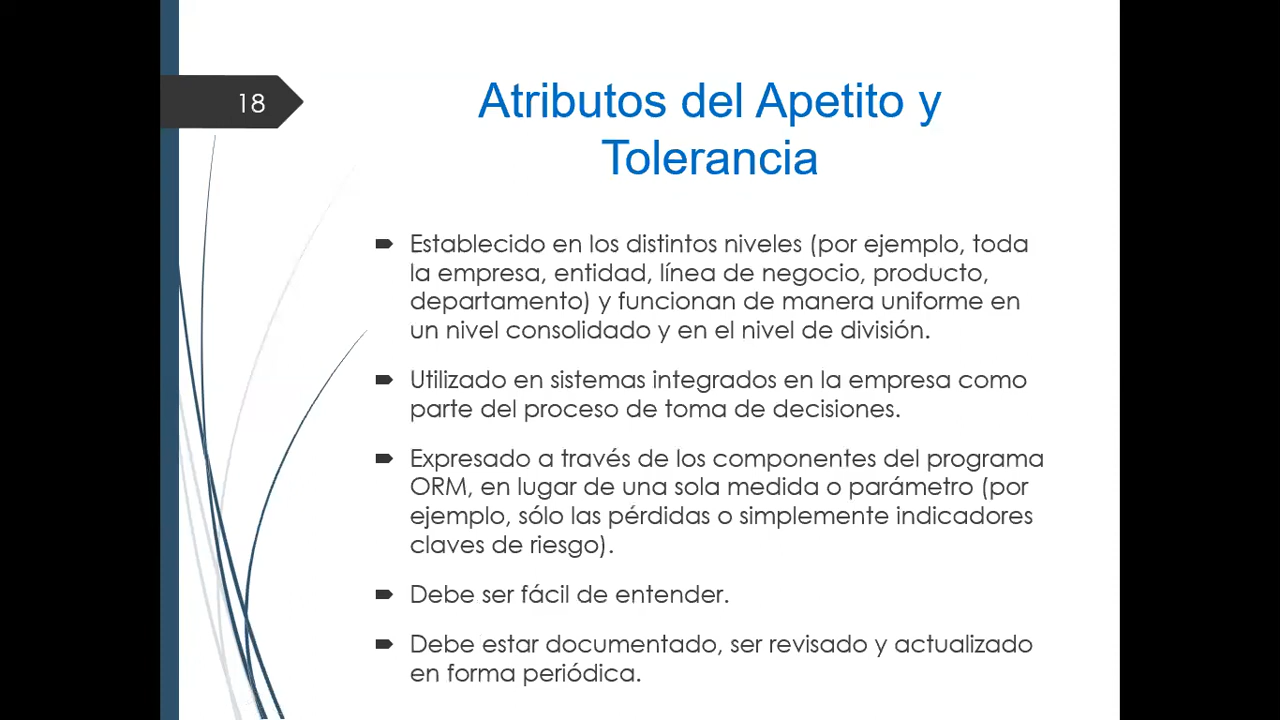 18
Atributos del Apetito y
Tolerancia
Establecido en los distintos niveles (por ejemplo, toda
la empresa, entidad, línea de negocio, producto,
departamento) y funcionan de manera uniforme en
un nivel consolidado y en el nivel de división.
Utilizado en sistemas integrados en la empresa como
parte del proceso de toma de decisiones.
Expresado a través de los componentes del programa
ORM, en lugar de una sola medida o parámetro (por
ejemplo, sólo las pérdidas o simplemente indicadores
claves de riesgo).
Debe ser fácil de entender.
Debe estar documentado, ser revisado y actualizado
en forma periódica.